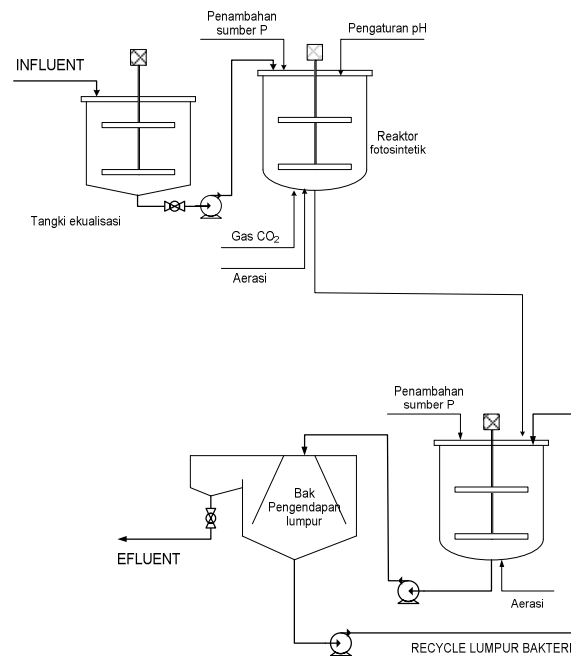 Penambahan
sumber P
Pengaturan pH
INFLUENT
Reaktor
fotosintetik
Tangki ekualisasi
Gas CO2
Aerasi
Penambahan
sumber P
Bak
Pengendapan
lumpur
EFLUENT
Aerasi
RECYCLE LUMPUR BAKTERI